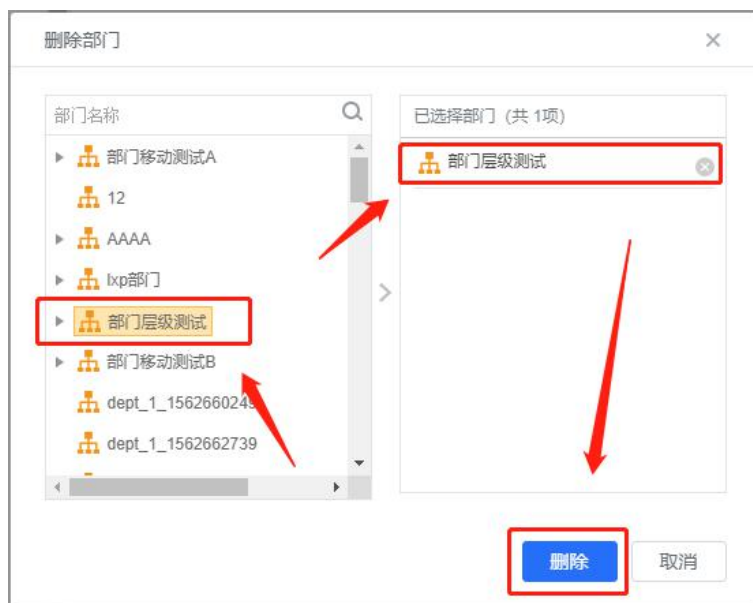 删除部门
部门名称
部门移动测试A
12
AAAA
lxp部门
部门层级测试
部门移动测试B
dept_1_1562660249
dept_1_1562662739
已选择部门 (共 1项)
部门层级测试
删除
取消